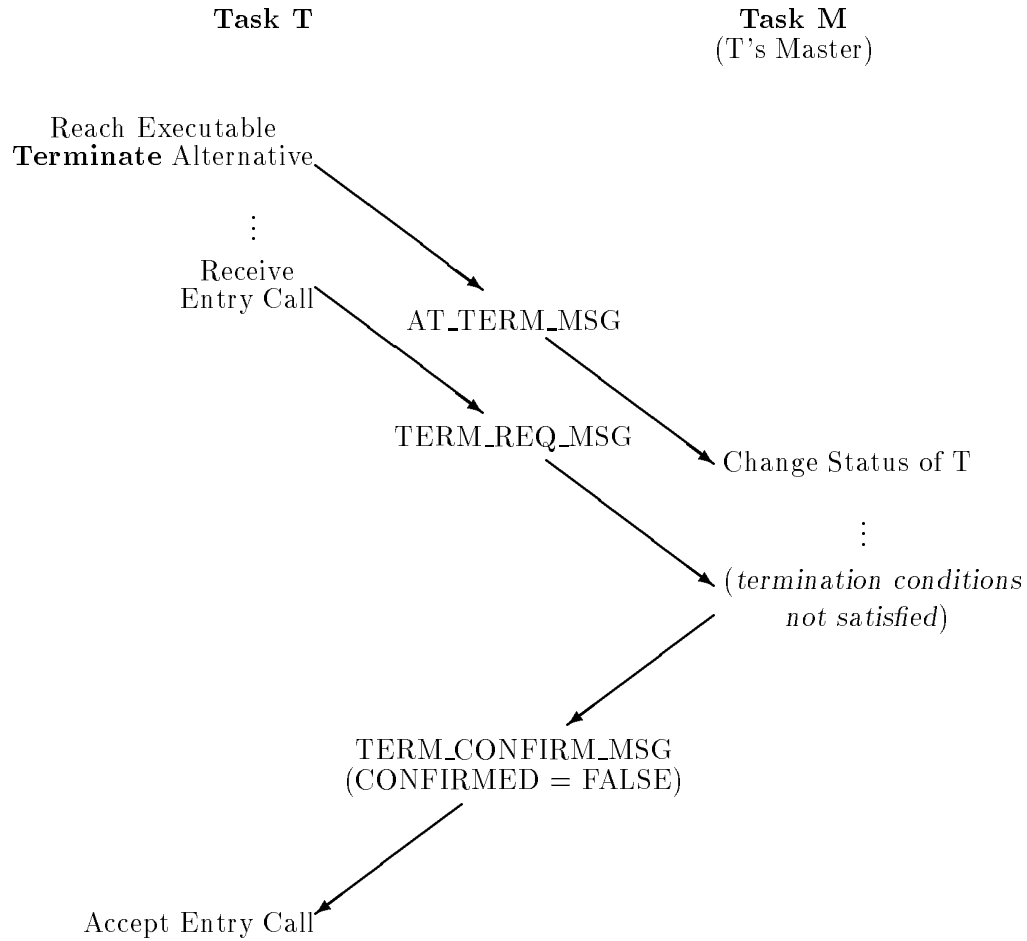 Task T
Task M
(T's Master)
Reach Executable
Terminate Alternative
Receive
Entry Call
AT_TERM_MSG
TERM_REQ_MSG
Change Status of T
(termination conditions
not satisfied)
TERM_CONFIRM_MSG
(CONFIRMED = FALSE)
Accept Entry Call